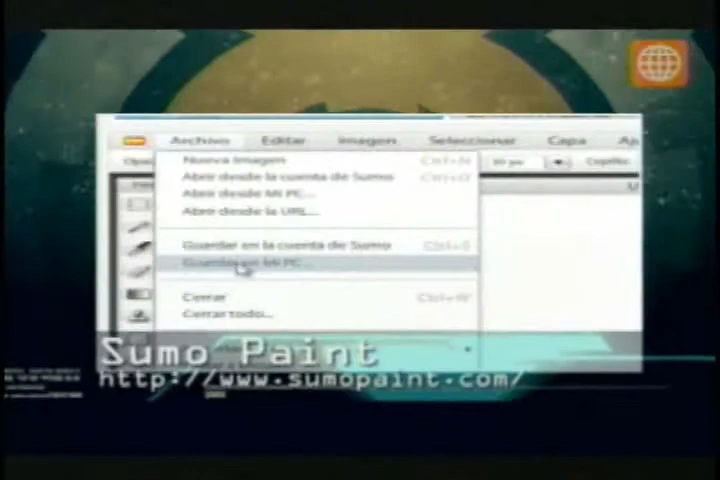 Archivo Editar Imagen Seleccionar Capa
Nueva Imagen Ctrl+N
Abrir desde la cuenta de Sumo Ctrl+O
Abrir desde Mi PC...
Abrir desde la URL...
Guardar en la cuenta de Sumo Ctrl+S
Guardar en Mi PC...
Cerrar Ctrl+W
Cerrar todo...
Sumo Paint
http://www.sumopaint.com/